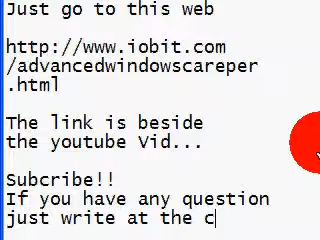 Just go to this web
http://www.iobit.com
/advancedwindowscareper
.html
The link is beside
the youtube Vid...
Subcribe!!
If you have any question
just write at the c